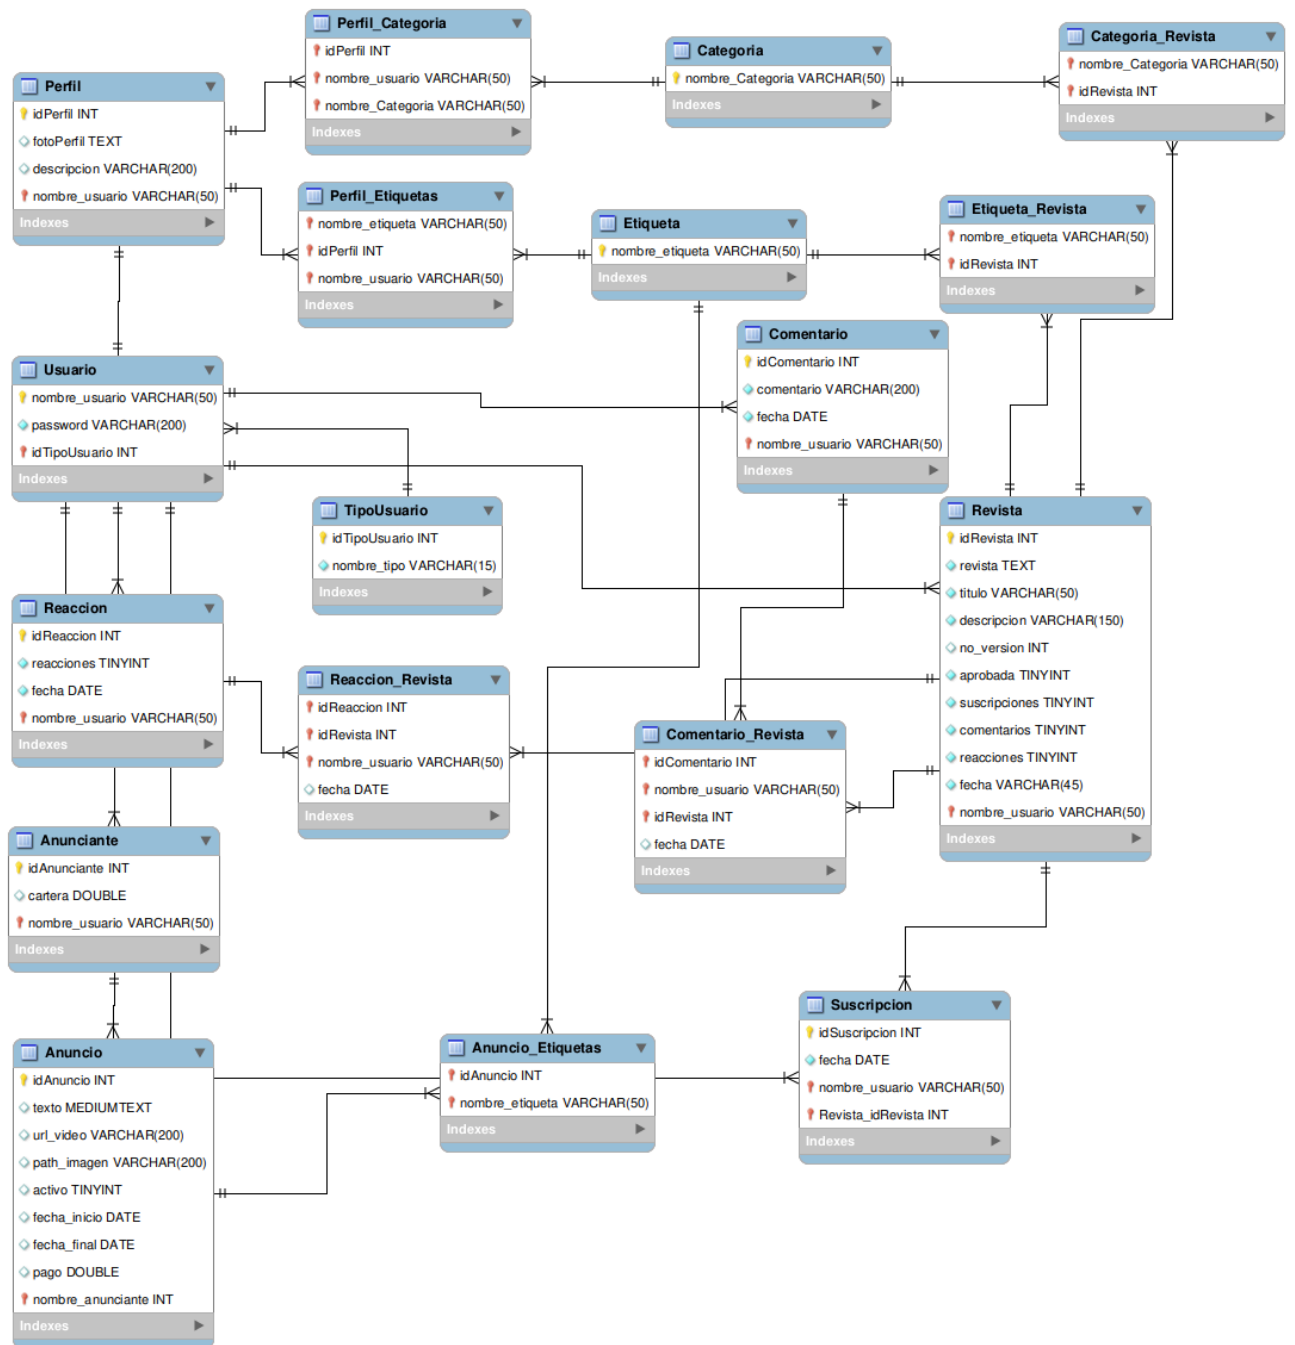 Perfil_Categoria
idPerfil INT
nombre_usuario VARCHAR(50)
nombre_Categoria VARCHAR(50)
Indexes
Categoria
nombre_Categoria VARCHAR(50)
Indexes
Categoria_Revista
nombre_Categoria VARCHAR(50)
idRevista INT
Indexes
Perfil
idPerfil INT
fotoPerfil TEXT
descripcion VARCHAR(200)
nombre_usuario VARCHAR(50)
Indexes
Perfil_Etiquetas
nombre_etiqueta VARCHAR(50)
idPerfil INT
nombre_usuario VARCHAR(50)
Indexes
Etiqueta
nombre_etiqueta VARCHAR(50)
Indexes
Etiqueta_Revista
nombre_etiqueta VARCHAR(50)
idRevista INT
Indexes
Comentario
idComentario INT
comentario VARCHAR(200)
fecha DATE
nombre_usuario VARCHAR(50)
Indexes
Usuario
nombre_usuario VARCHAR(50)
password VARCHAR(200)
idTipoUsuario INT
Indexes
TipoUsuario
idTipoUsuario INT
nombre_tipo VARCHAR(15)
Indexes
Revista
idRevista INT
revista TEXT
titulo VARCHAR(50)
descripcion VARCHAR(150)
no_version INT
aprobada TINYINT
suscripciones TINYINT
comentarios TINYINT
reacciones TINYINT
fecha VARCHAR(45)
nombre_usuario VARCHAR(50)
Indexes
Reaccion
idReaccion INT
reacciones TINYINT
fecha DATE
nombre_usuario VARCHAR(50)
Indexes
Reaccion_Revista
idReaccion INT
idRevista INT
nombre_usuario VARCHAR(50)
fecha DATE
Indexes
Comentario_Revista
idComentario INT
nombre_usuario VARCHAR(50)
idRevista INT
fecha DATE
Indexes
Anunciante
idAnunciante INT
cartera DOUBLE
nombre_usuario VARCHAR(50)
Indexes
Suscripcion
idSuscripcion INT
fecha DATE
nombre_usuario VARCHAR(50)
Revista_idRevista INT
Indexes
Anuncio
idAnuncio INT
texto MEDIUMTEXT
url_video VARCHAR(200)
path_imagen VARCHAR(200)
activo TINYINT
fecha_inicio DATE
fecha_final DATE
pago DOUBLE
nombre_anunciante INT
Indexes
Anuncio_Etiquetas
idAnuncio INT
nombre_etiqueta VARCHAR(50)
Indexes